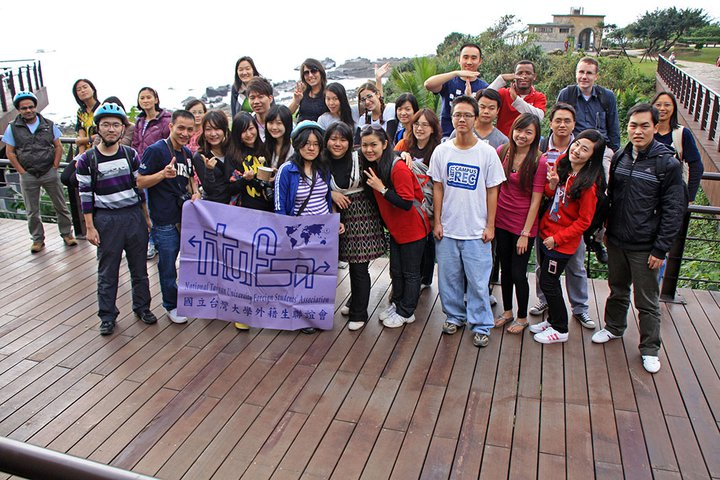 ntufsa
National Taiwan University Foreign Students' Association
國立台灣大學外籍生聯誼會
CAMPUS
REC